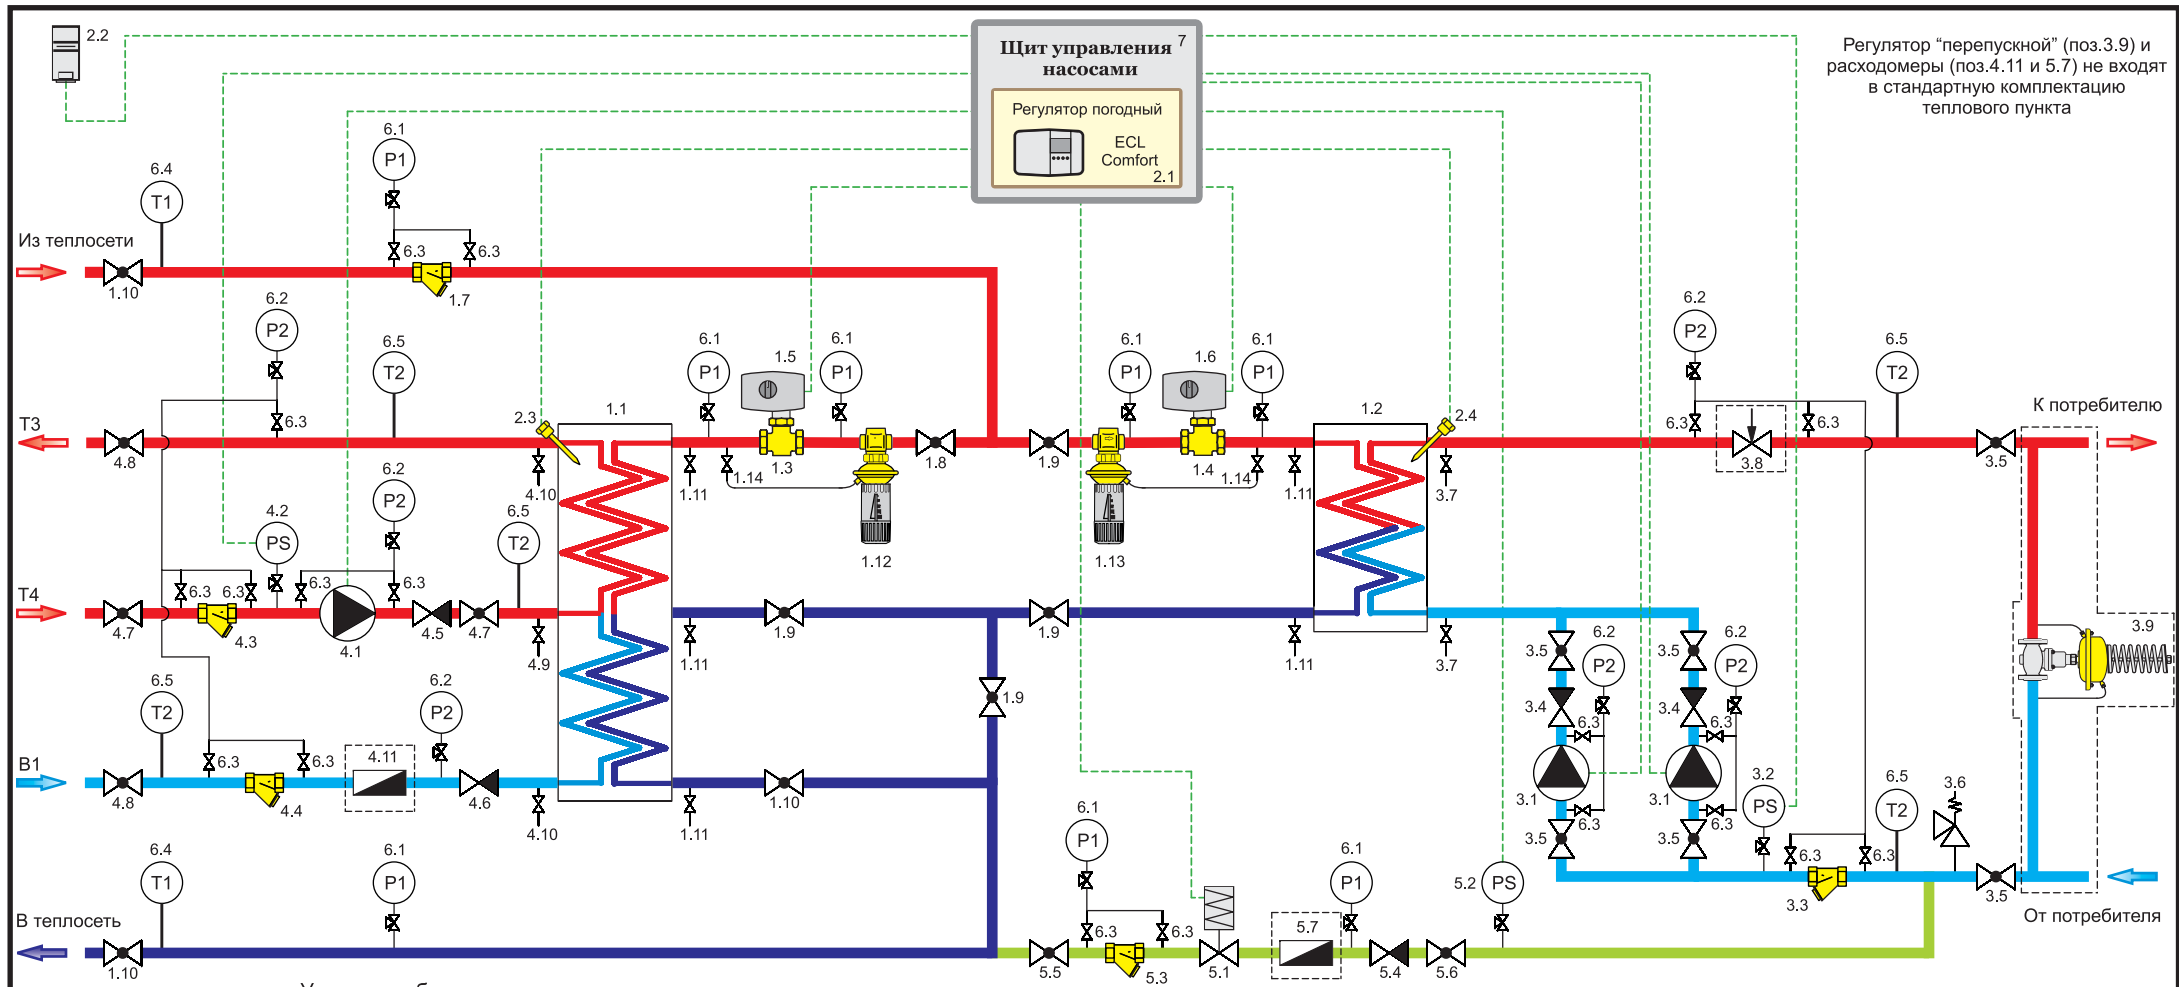 2.2
Щит управления 7
насосами
Регулятор погодный
ECL
Comfort
2.1
Регулятор “перепускной” (поз.3.9) и
расходомеры (поз.4.11 и 5.7) не входят
в стандартную комплектацию
теплового пункта
6.1
P1
6.4
T1
Из теплосети
6.3 6.3
1.10 1.7
6.2
P2
6.5
T2
6.3
T3
4.8
2.3
4.10
1.1
6.1 1.5 6.1
P1 P1
1.11 1.14 1.3 1.12 1.8
1.9
6.1 1.6 6.1
P1 P1
1.13 1.4 1.14 1.11
1.2
2.4
3.7
6.2
P2
6.3 6.3
3.8
6.5
T2
3.5
К потребителю
6.2
P2
4.2
PS
6.5
T2
6.3 6.3 6.3 6.3
T4
4.7 4.3 4.1 4.5 4.7 4.9
1.11 1.9 1.9 1.11 3.7
1.9
3.5 6.2 3.5 6.2
P2 P2
3.4 6.3 3.4 6.3
3.1 3.1
6.3 6.3
3.5 3.5
3.9
6.5
T2
6.2
P2
6.3 6.3
4.11
B1
4.8 4.4 4.6 4.10
1.11 1.10
3.2
PS
6.5
T2
3.6
6.3 6.3
3.3 3.5
От потребителя
6.4
T1
6.1
P1
В теплосеть
1.10
6.1
P1
6.3 6.3
5.5 5.3 5.1
5.7
6.1
P1
5.4 5.6
5.2 PS